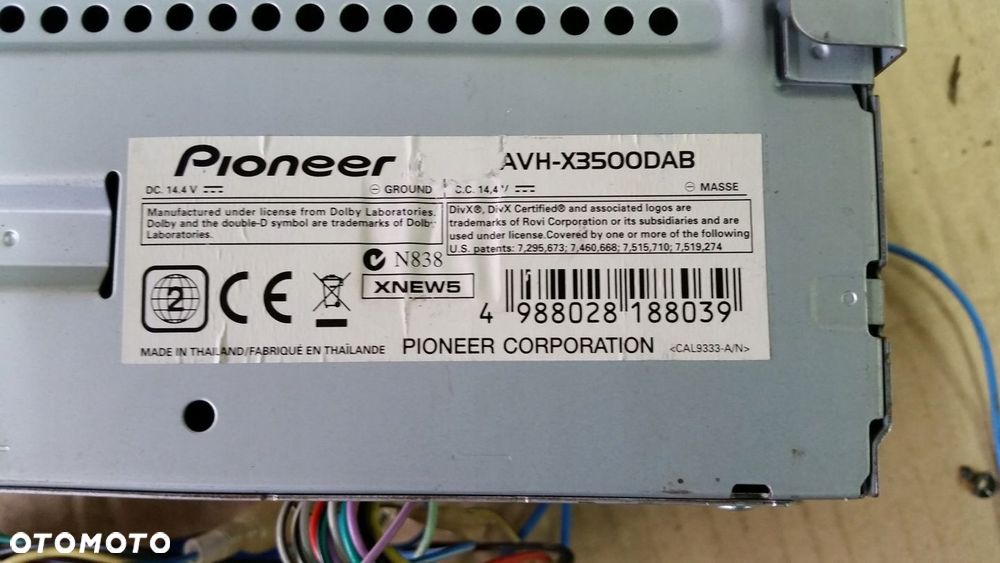 Pioneer AVH-X3500DAB
DC. 14.4 V ⎓ ⊖ GROUND C.C. 14,4 V ⎓ ⊖ MASSE
Manufactured under license from Dolby Laboratories.
Dolby and the double-D symbol are trademarks of Dolby
Laboratories.
DivX®, DivX Certified® and associated logos are
trademarks of Rovi Corporation or its subsidiaries and are
used under license.Covered by one or more of the following
U.S. patents: 7,295,673; 7,460,668; 7,515,710; 7,519,274
N838
2 CE XNEW5
4 988028 188039
MADE IN THAILAND/FABRIQUÉ EN THAÏLANDE PIONEER CORPORATION <CAL9333-A/N>
OTOMOTO